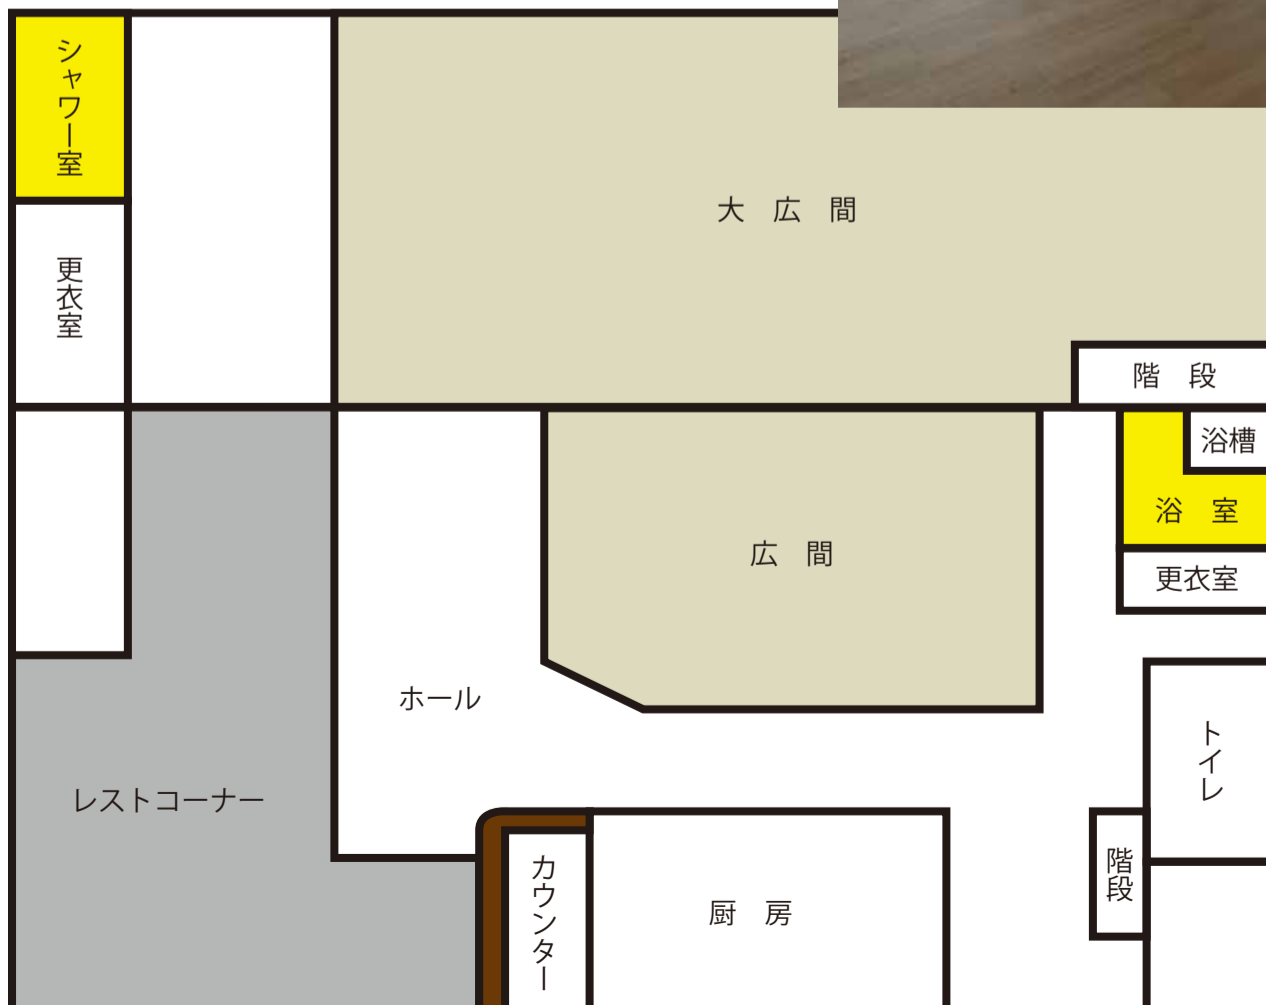 シャワー室
大広間
更衣室
階段
浴槽
浴室
広間
更衣室
ホール
トイレ
レストコーナー
カウンター
階段
厨房